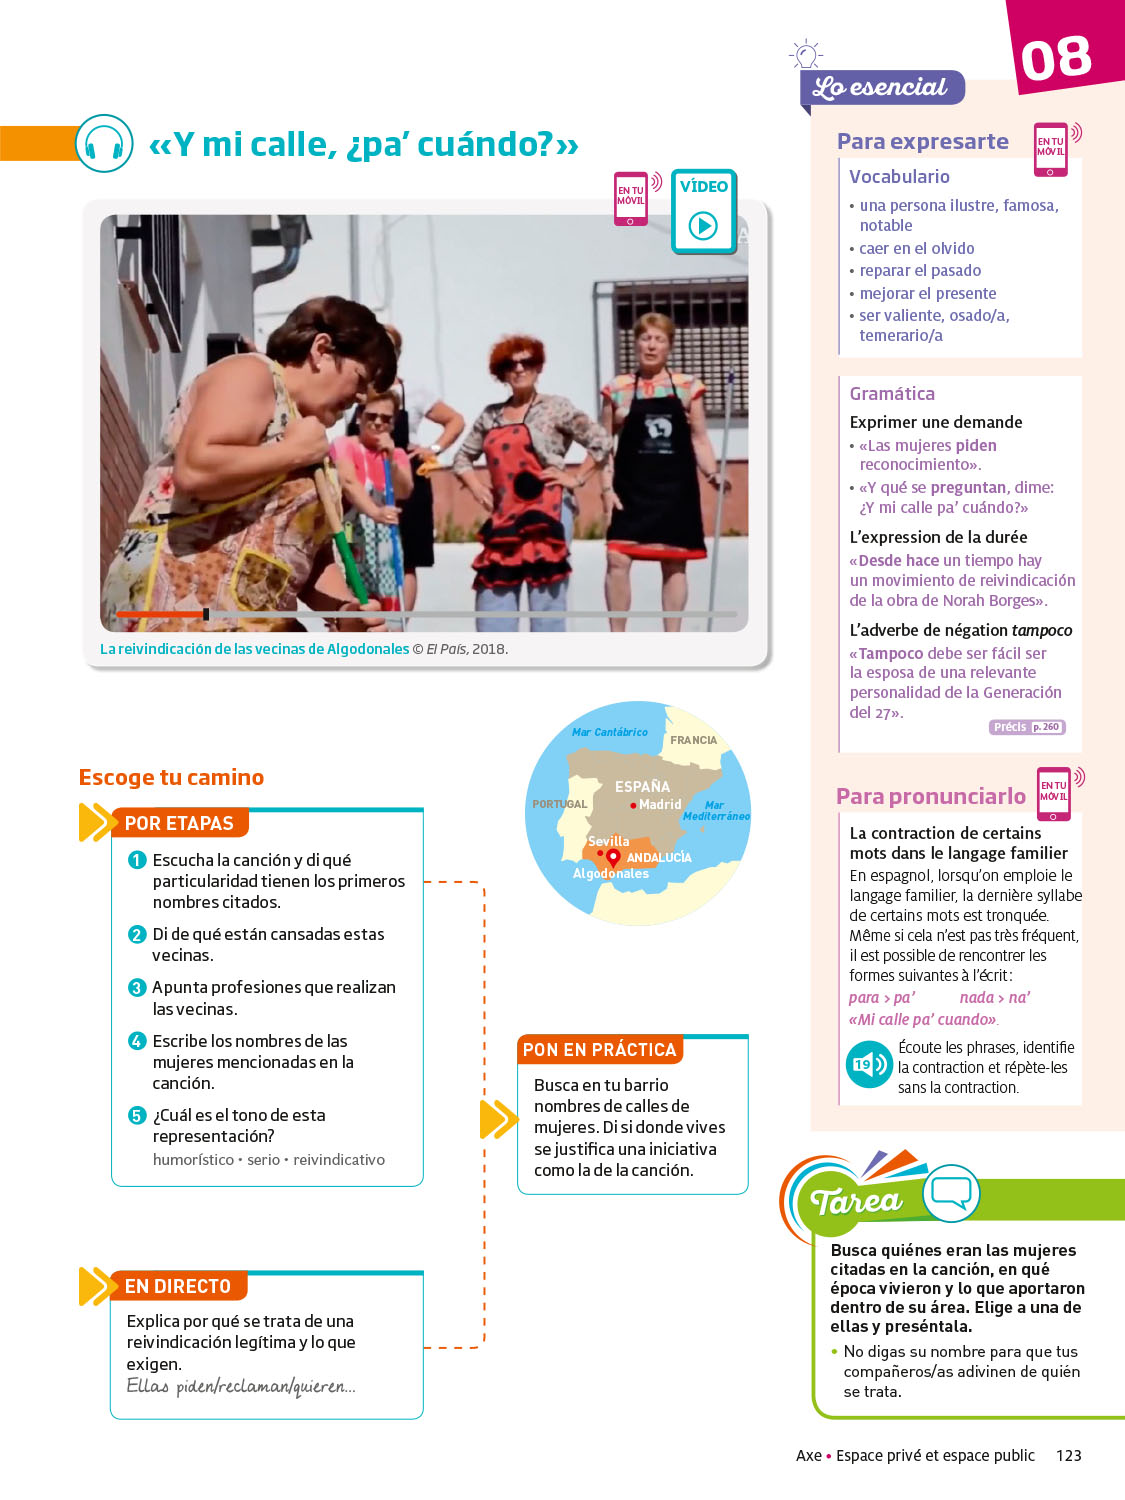 08
Lo esencial
«Y mi calle, ¿pa’ cuándo?»
EN TU
MÓVIL
VÍDEO
La reivindicación de las vecinas de Algodonales © El País, 2018.
Mar Cantábrico
FRANCIA
ESPAÑA
PORTUGAL
Madrid
Mar
Mediterráneo
Sevilla
ANDALUCÍA
Algodonales
Escoge tu camino
POR ETAPAS
1 Escucha la canción y di qué
particularidad tienen los primeros
nombres citados.
2 Di de qué están cansadas estas
vecinas.
3 Apunta profesiones que realizan
las vecinas.
4 Escribe los nombres de las
mujeres mencionadas en la
canción.
5 ¿Cuál es el tono de esta
representación?
humorístico • serio • reivindicativo
EN DIRECTO
Explica por qué se trata de una
reivindicación legítima y lo que
exigen.
Ellas piden/reclaman/quieren...
PON EN PRÁCTICA
Busca en tu barrio
nombres de calles de
mujeres. Di si donde vives
se justifica una iniciativa
como la de la canción.
Para expresarte
EN TU
MÓVIL
Vocabulario
• una persona ilustre, famosa,
notable
• caer en el olvido
• reparar el pasado
• mejorar el presente
• ser valiente, osado/a,
temerario/a
Gramática
Exprimer une demande
• «Las mujeres piden
reconocimiento».
• «Y qué se preguntan, dime:
¿Y mi calle pa’ cuándo?»
L’expression de la durée
«Desde hace un tiempo hay
un movimiento de reivindicación
de la obra de Norah Borges».
L’adverbe de négation tampoco
«Tampoco debe ser fácil ser
la esposa de una relevante
personalidad de la Generación
del 27».
Précis p. 260
Para pronunciarlo
EN TU
MÓVIL
La contraction de certains
mots dans le langage familier
En espagnol, lorsqu’on emploie le
langage familier, la dernière syllabe
de certains mots est tronquée.
Même si cela n’est pas très fréquent,
il est possible de rencontrer les
formes suivantes à l’écrit :
para > pa’ nada > na’
«Mi calle pa’ cuando».
19
Écoute les phrases, identifie
la contraction et répète-les
sans la contraction.
Tarea
Busca quiénes eran las mujeres
citadas en la canción, en qué
época vivieron y lo que aportaron
dentro de su área. Elige a una de
ellas y preséntala.
• No digas su nombre para que tus
compañeros/as adivinen de quién
se trata.
Axe • Espace privé et espace public 123